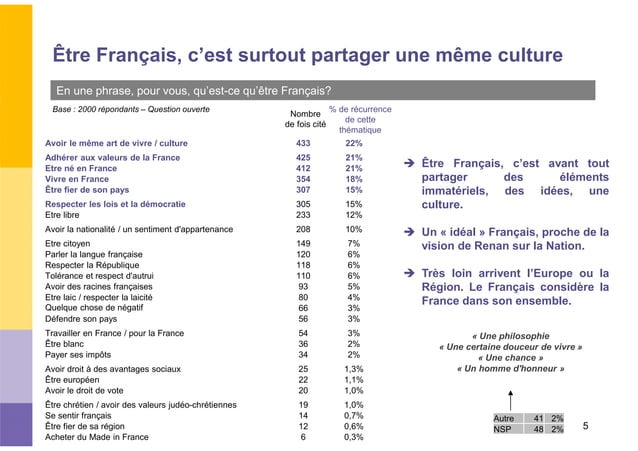 Être Français, c’est surtout partager une même culture
En une phrase, pour vous, qu’est-ce qu’être Français?
Base : 2000 répondants – Question ouverte
Nombre de fois cité
% de récurrence de cette thématique
Avoir le même art de vivre / culture 433 22%
Adhérer aux valeurs de la France 425 21%
Etre né en France 412 21%
Vivre en France 354 18%
Être fier de son pays 307 15%
Respecter les lois et la démocratie 305 15%
Etre libre 233 12%
Avoir la nationalité / un sentiment d'appartenance 208 10%
Etre citoyen 149 7%
Parler la langue française 120 6%
Respecter la République 118 6%
Tolérance et respect d'autrui 110 6%
Avoir des racines françaises 93 5%
Etre laic / respecter la laicité 80 4%
Quelque chose de négatif 66 3%
Défendre son pays 56 3%
Travailler en France / pour la France 54 3%
Être blanc 36 2%
Payer ses impôts 34 2%
Avoir droit à des avantages sociaux 25 1,3%
Être européen 22 1,1%
Avoir le droit de vote 20 1,0%
Être chrétien / avoir des valeurs judéo-chrétiennes 19 1,0%
Se sentir français 14 0,7%
Être fier de sa région 12 0,6%
Acheter du Made in France 6 0,3%
➔ Être Français, c’est avant tout
partager des éléments
immatériels, des idées, une
culture.
➔ Un « idéal » Français, proche de la
vision de Renan sur la Nation.
➔ Très loin arrivent l’Europe ou la
Région. Le Français considère la
France dans son ensemble.
« Une philosophie
« Une certaine douceur de vivre »
« Une chance »
« Un homme d'honneur »
Autre 41 2%
NSP 48 2%
5